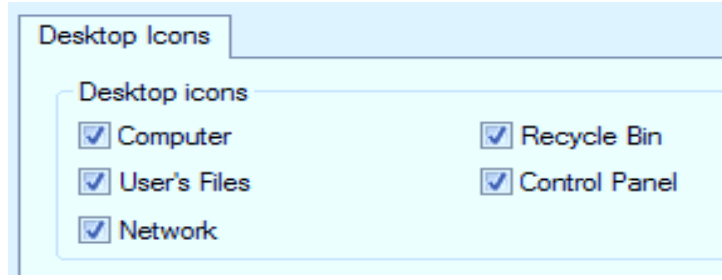 Desktop Icons
Desktop icons
Computer
Recycle Bin
User's Files
Control Panel
Network